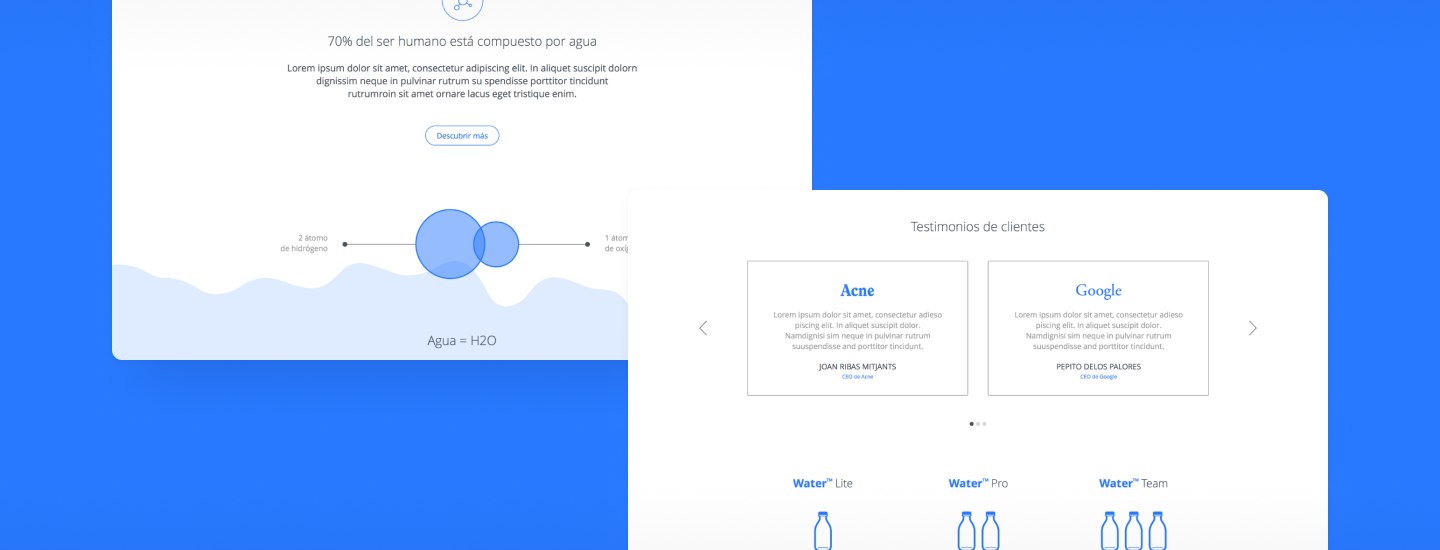 70% del ser humano está compuesto por agua
Lorem ipsum dolor sit amet, consectetur adipiscing elit. In aliquet suscipit dolorn
dignissim neque in pulvinar rutrum su spendisse porttitor tincidunt
rutrumroin sit amet ornare lacus eget tristique enim.
Descubrir más
2 átomo
de hidrógeno
1
de
Agua = H2O
Testimonios de clientes
Acne
Lorem ipsum dolor sit amet, consectetur adieso
piscing elit. In aliquet suscipit dolor.
Namdignisi sim neque in pulvinar rutrum
suuspendisse and porttitor tincidunt.
JOAN RIBAS MITJANTS
CEO de Acne
Google
Lorem ipsum dolor sit amet, consectetur adieso
piscing elit. In aliquet suscipit dolor.
Namdignisi sim neque in pulvinar rutrum
suuspendisse and porttitor tincidunt.
PEPITO DELOS PALORES
CEO de Google
Water™ Lite
Water™ Pro
Water™ Team